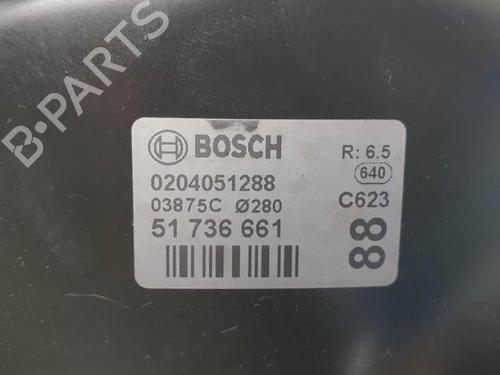 B-PARTS
BOSCH
R: 6.5
640
0204051288
03875C Ø280
C623
51 736 661
88